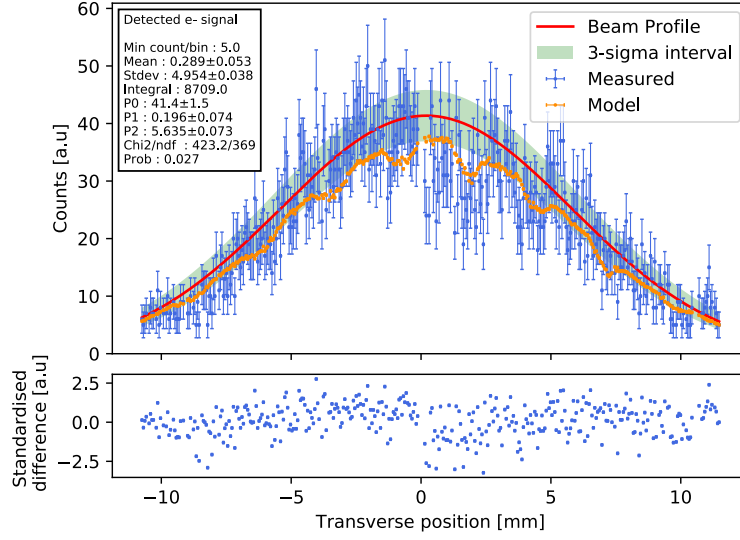 Detected e- signal
Min count/bin : 5.0
Mean : 0.289±0.053
Stdev : 4.954±0.038
Integral : 8709.0
P0 : 41.4±1.5
P1 : 0.196±0.074
P2 : 5.635±0.073
Chi2/ndf : 423.2/369
Prob : 0.027
Beam Profile
3-sigma interval
Measured
Model
Counts [a.u]
60
50
40
30
20
10
0
Standardised
difference [a.u]
2.5
0.0
−2.5
−10
−5
0
5
10
Transverse position [mm]